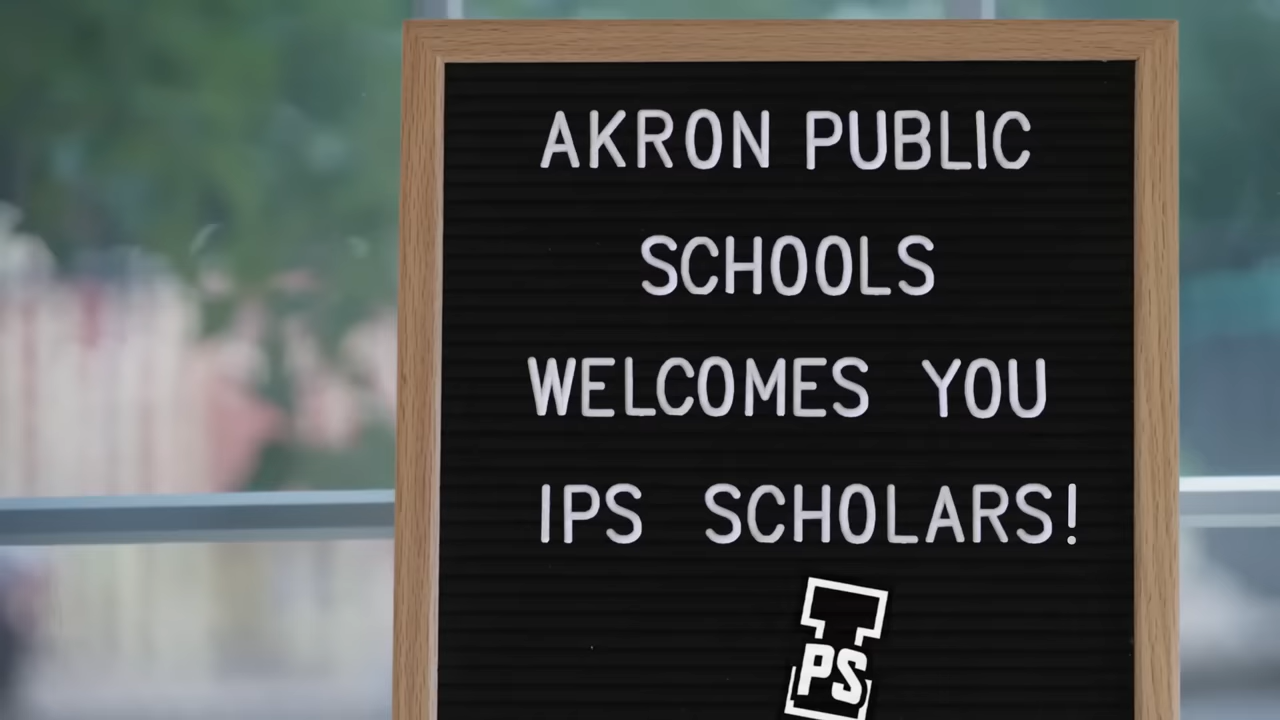 AKRON PUBLIC
SCHOOLS
WELCOMES YOU
IPS SCHOLARS!
IPS